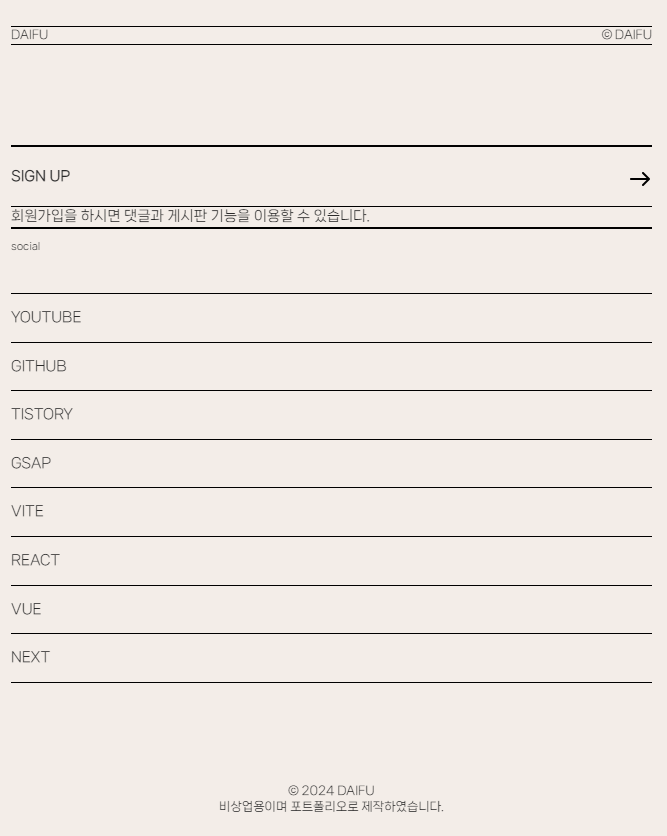 DAIFU
© DAIFU
SIGN UP
회원가입을 하시면 댓글과 게시판 기능을 이용할 수 있습니다.
social
YOUTUBE
GITHUB
TISTORY
GSAP
VITE
REACT
VUE
NEXT
© 2024 DAIFU
비상업용이며 포트폴리오로 제작하였습니다.